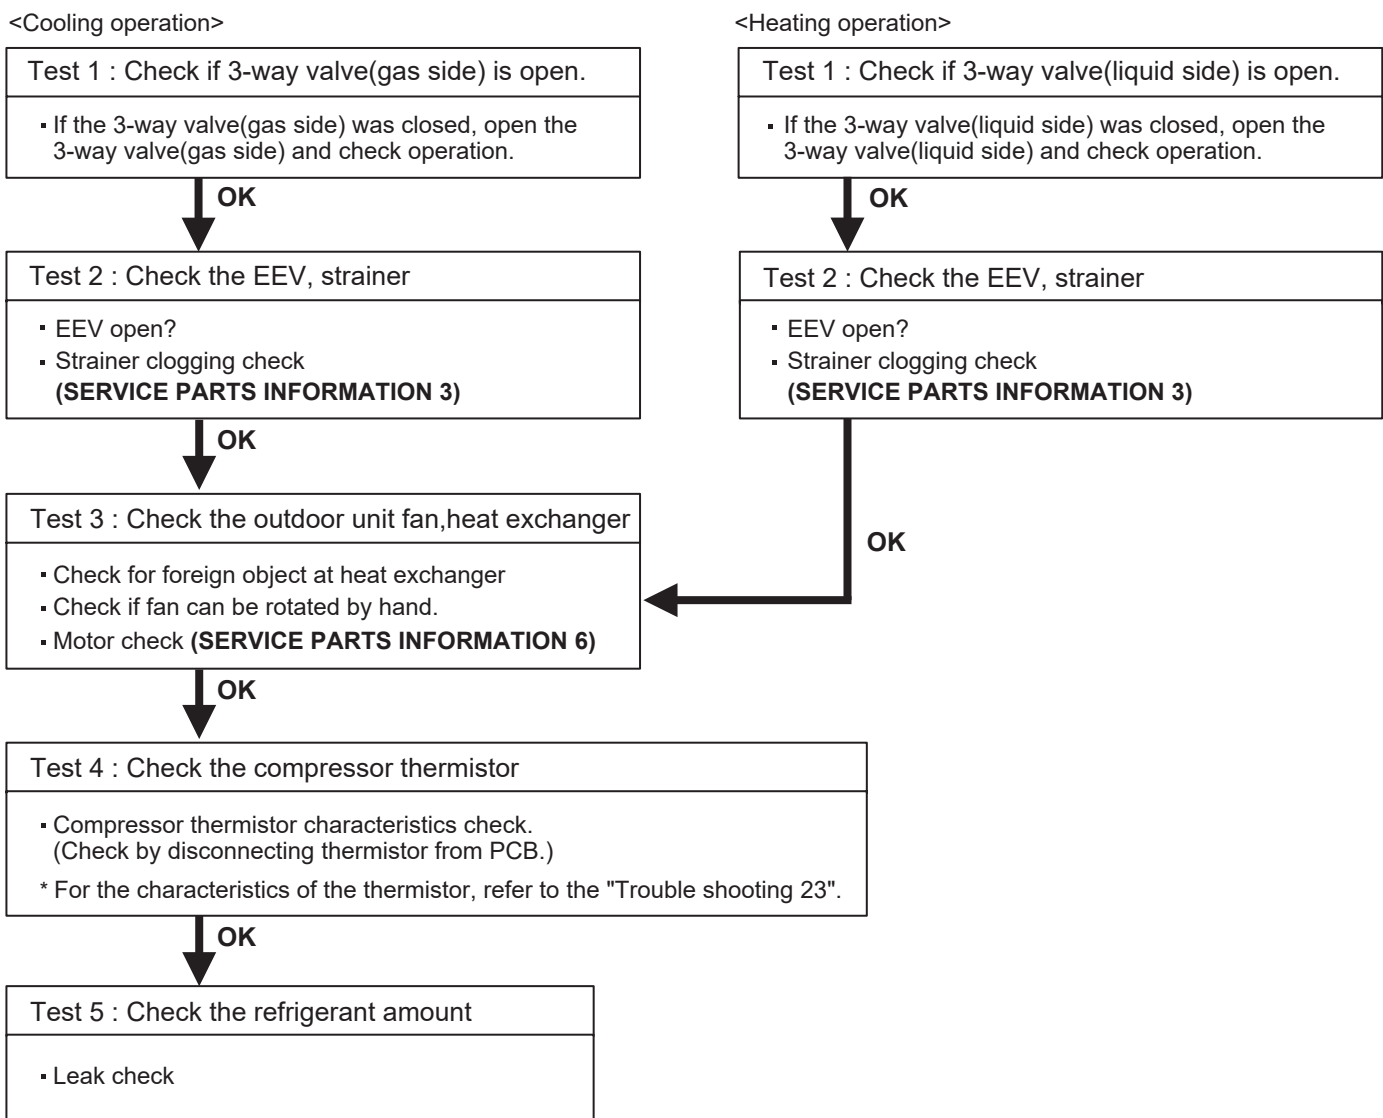 <Cooling operation>
Test 1 : Check if 3-way valve(gas side) is open.
▪ If the 3-way valve(gas side) was closed, open the
3-way valve(gas side) and check operation.
OK
Test 2 : Check the EEV, strainer
▪ EEV open?
▪ Strainer clogging check
(SERVICE PARTS INFORMATION 3)
OK
<Heating operation>
Test 1 : Check if 3-way valve(liquid side) is open.
▪ If the 3-way valve(liquid side) was closed, open the
3-way valve(liquid side) and check operation.
OK
Test 2 : Check the EEV, strainer
▪ EEV open?
▪ Strainer clogging check
(SERVICE PARTS INFORMATION 3)
OK
Test 3 : Check the outdoor unit fan,heat exchanger
▪ Check for foreign object at heat exchanger
▪ Check if fan can be rotated by hand.
▪ Motor check (SERVICE PARTS INFORMATION 6)
OK
Test 4 : Check the compressor thermistor
▪ Compressor thermistor characteristics check.
(Check by disconnecting thermistor from PCB.)
* For the characteristics of the thermistor, refer to the "Trouble shooting 23".
OK
Test 5 : Check the refrigerant amount
▪ Leak check